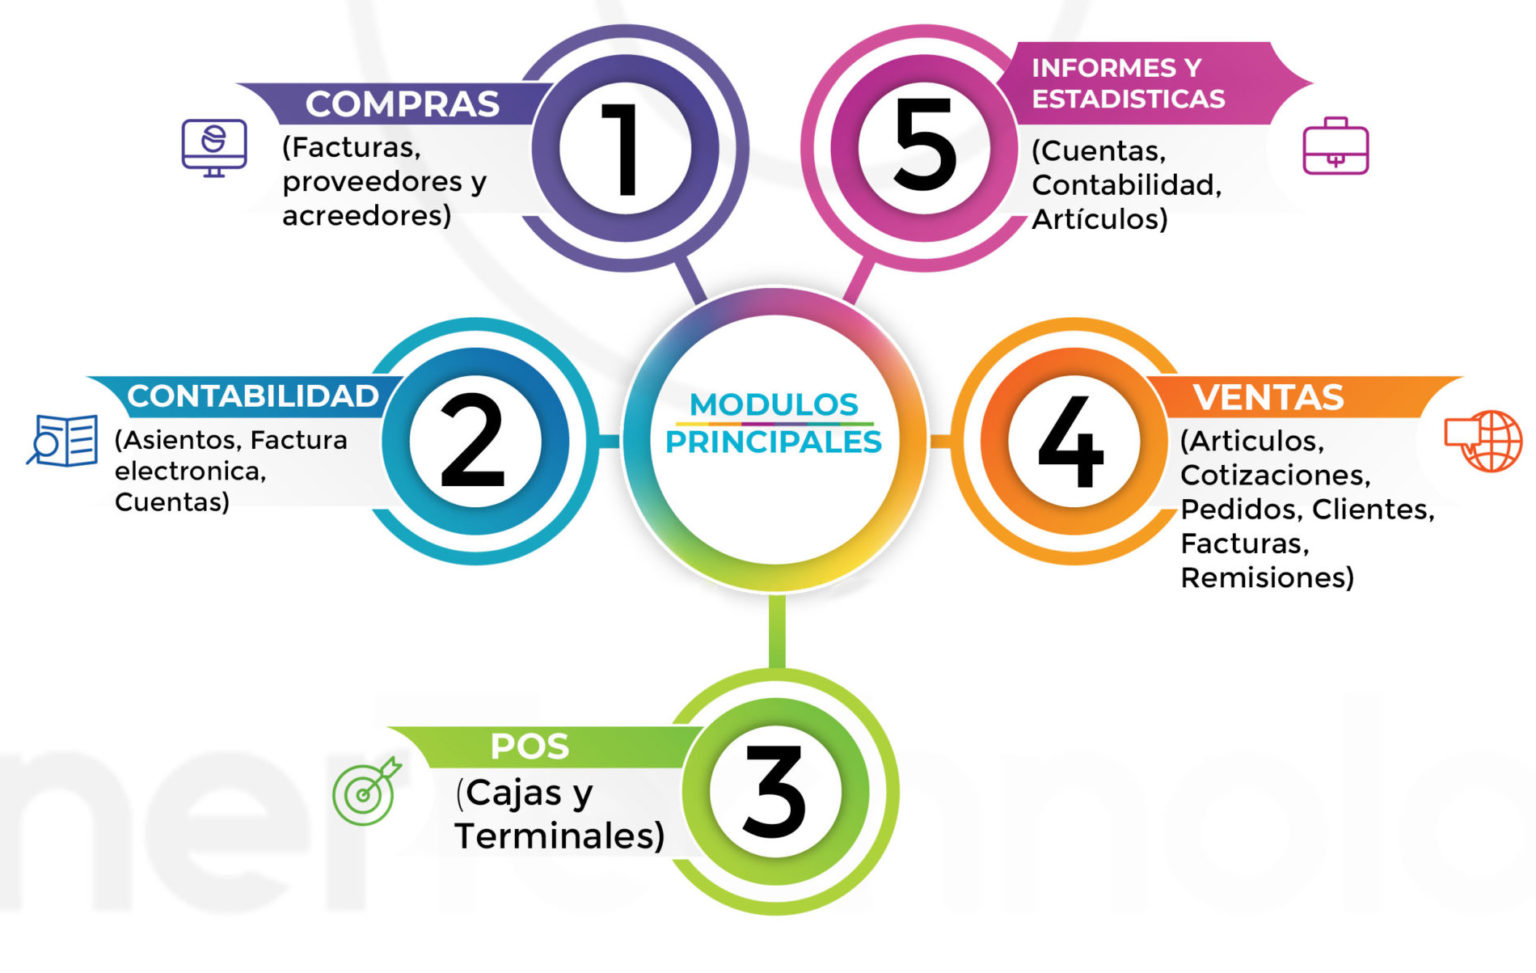 MODULOS
PRINCIPALES
1
COMPRAS
(Facturas,
proveedores y
acreedores)
2
CONTABILIDAD
(Asientos, Factura
electronica,
Cuentas)
3
POS
(Cajas y
Terminales)
4
VENTAS
(Articulos,
Cotizaciones,
Pedidos, Clientes,
Facturas,
Remisiones)
5
INFORMES Y
ESTADISTICAS
(Cuentas,
Contabilidad,
Artículos)